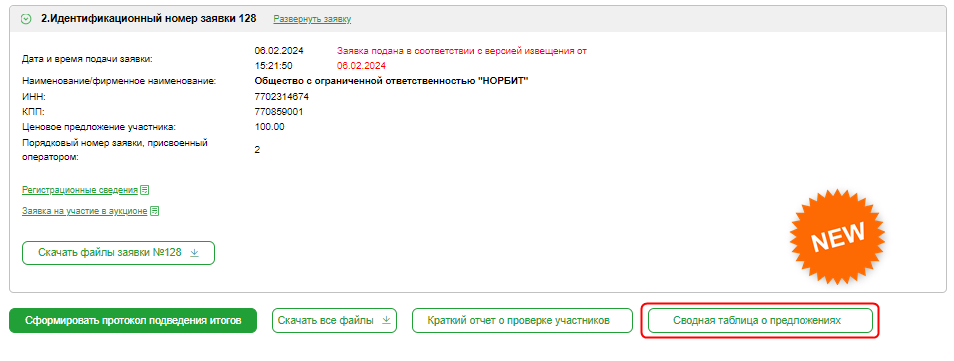 2.Идентификационный номер заявки 128 Развернуть заявку
Дата и время подачи заявки:
06.02.2024
15:21:50
Заявка подана в соответствии с версией извещения от
06.02.2024
Наименование/фирменное наименование: Общество с ограниченной ответственностью "НОРБИТ"
ИНН: 7702314674
КПП: 770859001
Ценовое предложение участника: 100.00
Порядковый номер заявки, присвоенный
оператором:
2
Регистрационные сведения
Заявка на участие в аукционе
Скачать файлы заявки №128
NEW
Сформировать протокол подведения итогов Скачать все файлы Краткий отчет о проверке участников Сводная таблица о предложениях